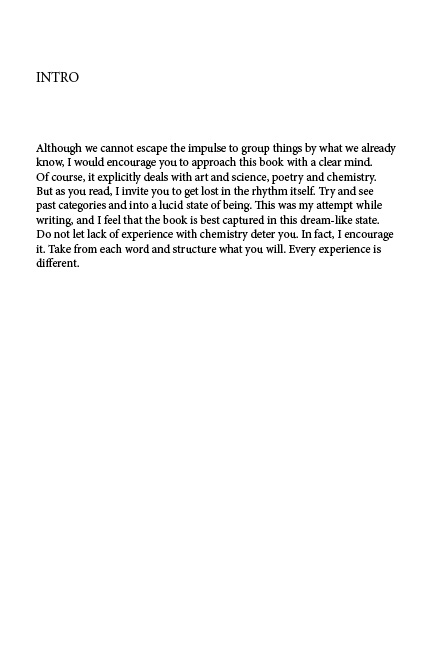 INTRO
Although we cannot escape the impulse to group things by what we already
know, I would encourage you to approach this book with a clear mind.
Of course, it explicitly deals with art and science, poetry and chemistry.
But as you read, I invite you to get lost in the rhythm itself. Try and see
past categories and into a lucid state of being. This was my attempt while
writing, and I feel that the book is best captured in this dream-like state.
Do not let lack of experience with chemistry deter you. In fact, I encourage
it. Take from each word and structure what you will. Every experience is
different.